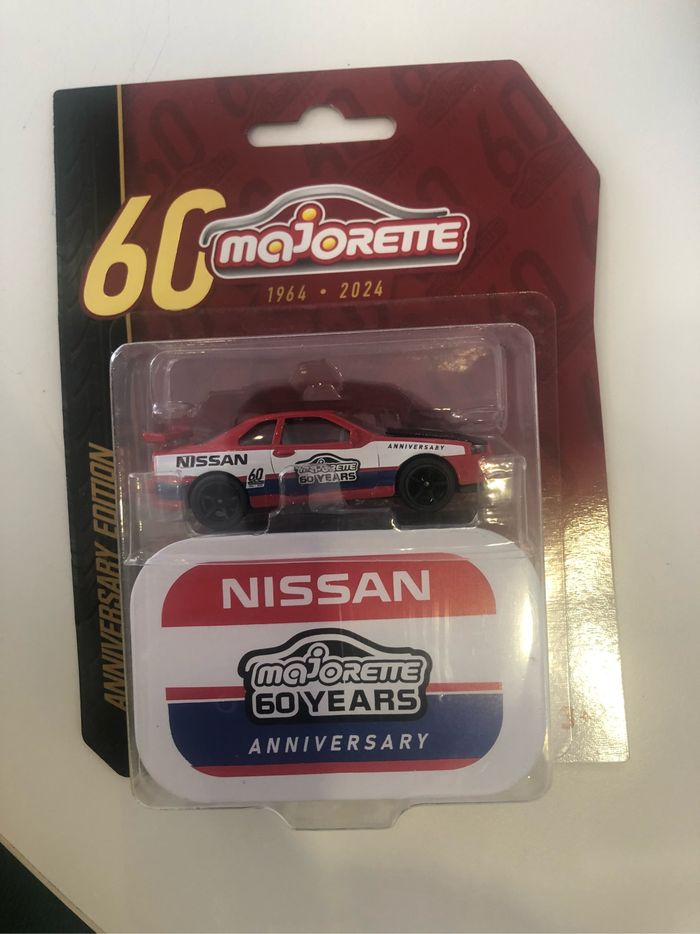 60 majorette
1964 • 2024
ANNIVERSARY EDITION
NISSAN
60
majorette
60 YEARS
ANNIVERSARY
NISSAN
majorette
60 YEARS
ANNIVERSARY